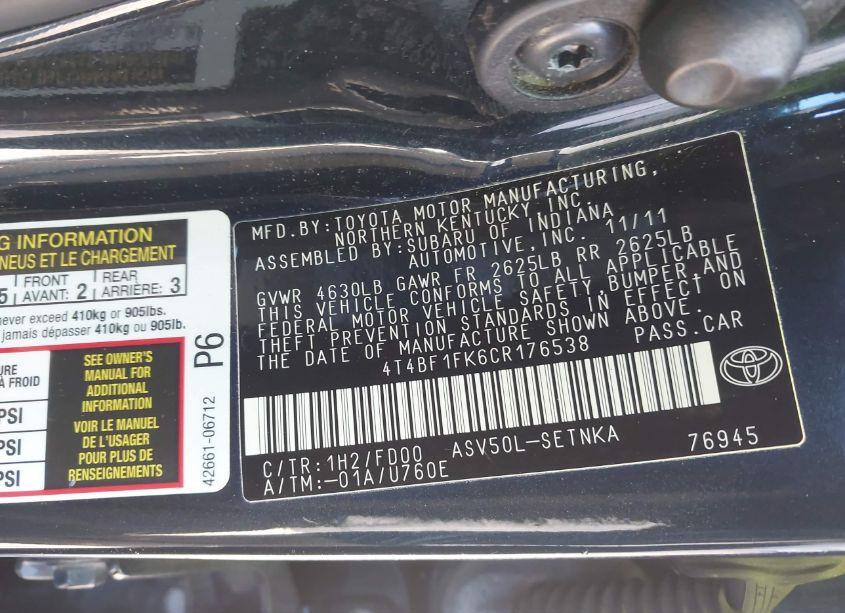 G INFORMATION
NEUS ET LE CHARGEMENT
5 FRONT AVANT: 2 REAR ARRIÈRE: 3
never exceed 410kg or 905lbs.
jamais dépasser 410kg ou 905lb.
URE
À FROID
PSI
PSI
SEE OWNER'S
MANUAL FOR
ADDITIONAL
INFORMATION
VOIR LE MANUEL
DE L'USAGER
POUR PLUS DE
RENSEIGNEMENTS
P6
42661-06712
MFD.BY:TOYOTA MOTOR MANUFACTURING,
NORTHERN KENTUCKY,INC.
ASSEMBLED BY:SUBARU OF INDIANA
AUTOMOTIVE,INC. 11/11
GVWR 4630LB GAWR FR 2625LB RR 2625LB
THIS VEHICLE CONFORMS TO ALL APPLICABLE
FEDERAL MOTOR VEHICLE SAFETY,BUMPER,AND
THEFT PREVENTION STANDARDS IN EFFECT ON
THE DATE OF MANUFACTURE SHOWN ABOVE.
4T4BF1FK6CR176538 PASS.CAR
C/TR:1H2/FD00 ASV50L-SETNKA
A/TM:-01A/U760E 76945